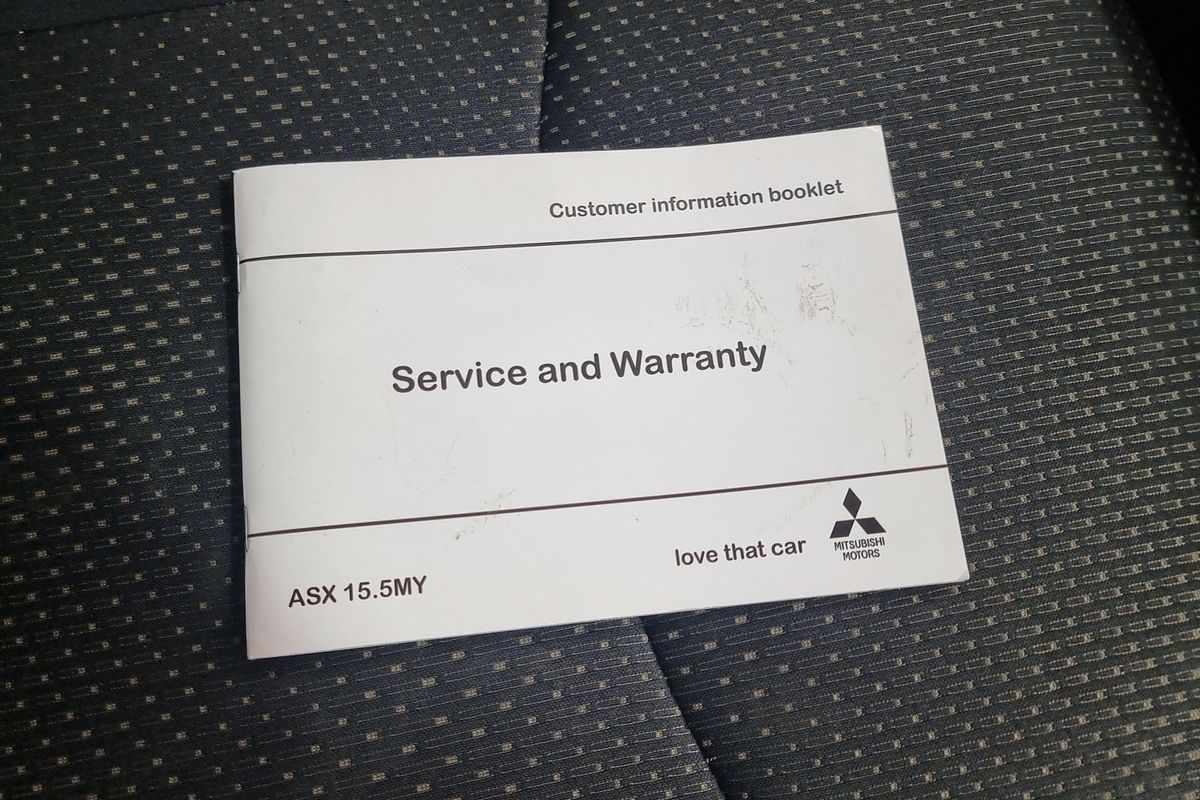 Customer information booklet
Service and Warranty
love that car
MITSUBISHI
MOTORS
ASX 15.5MY